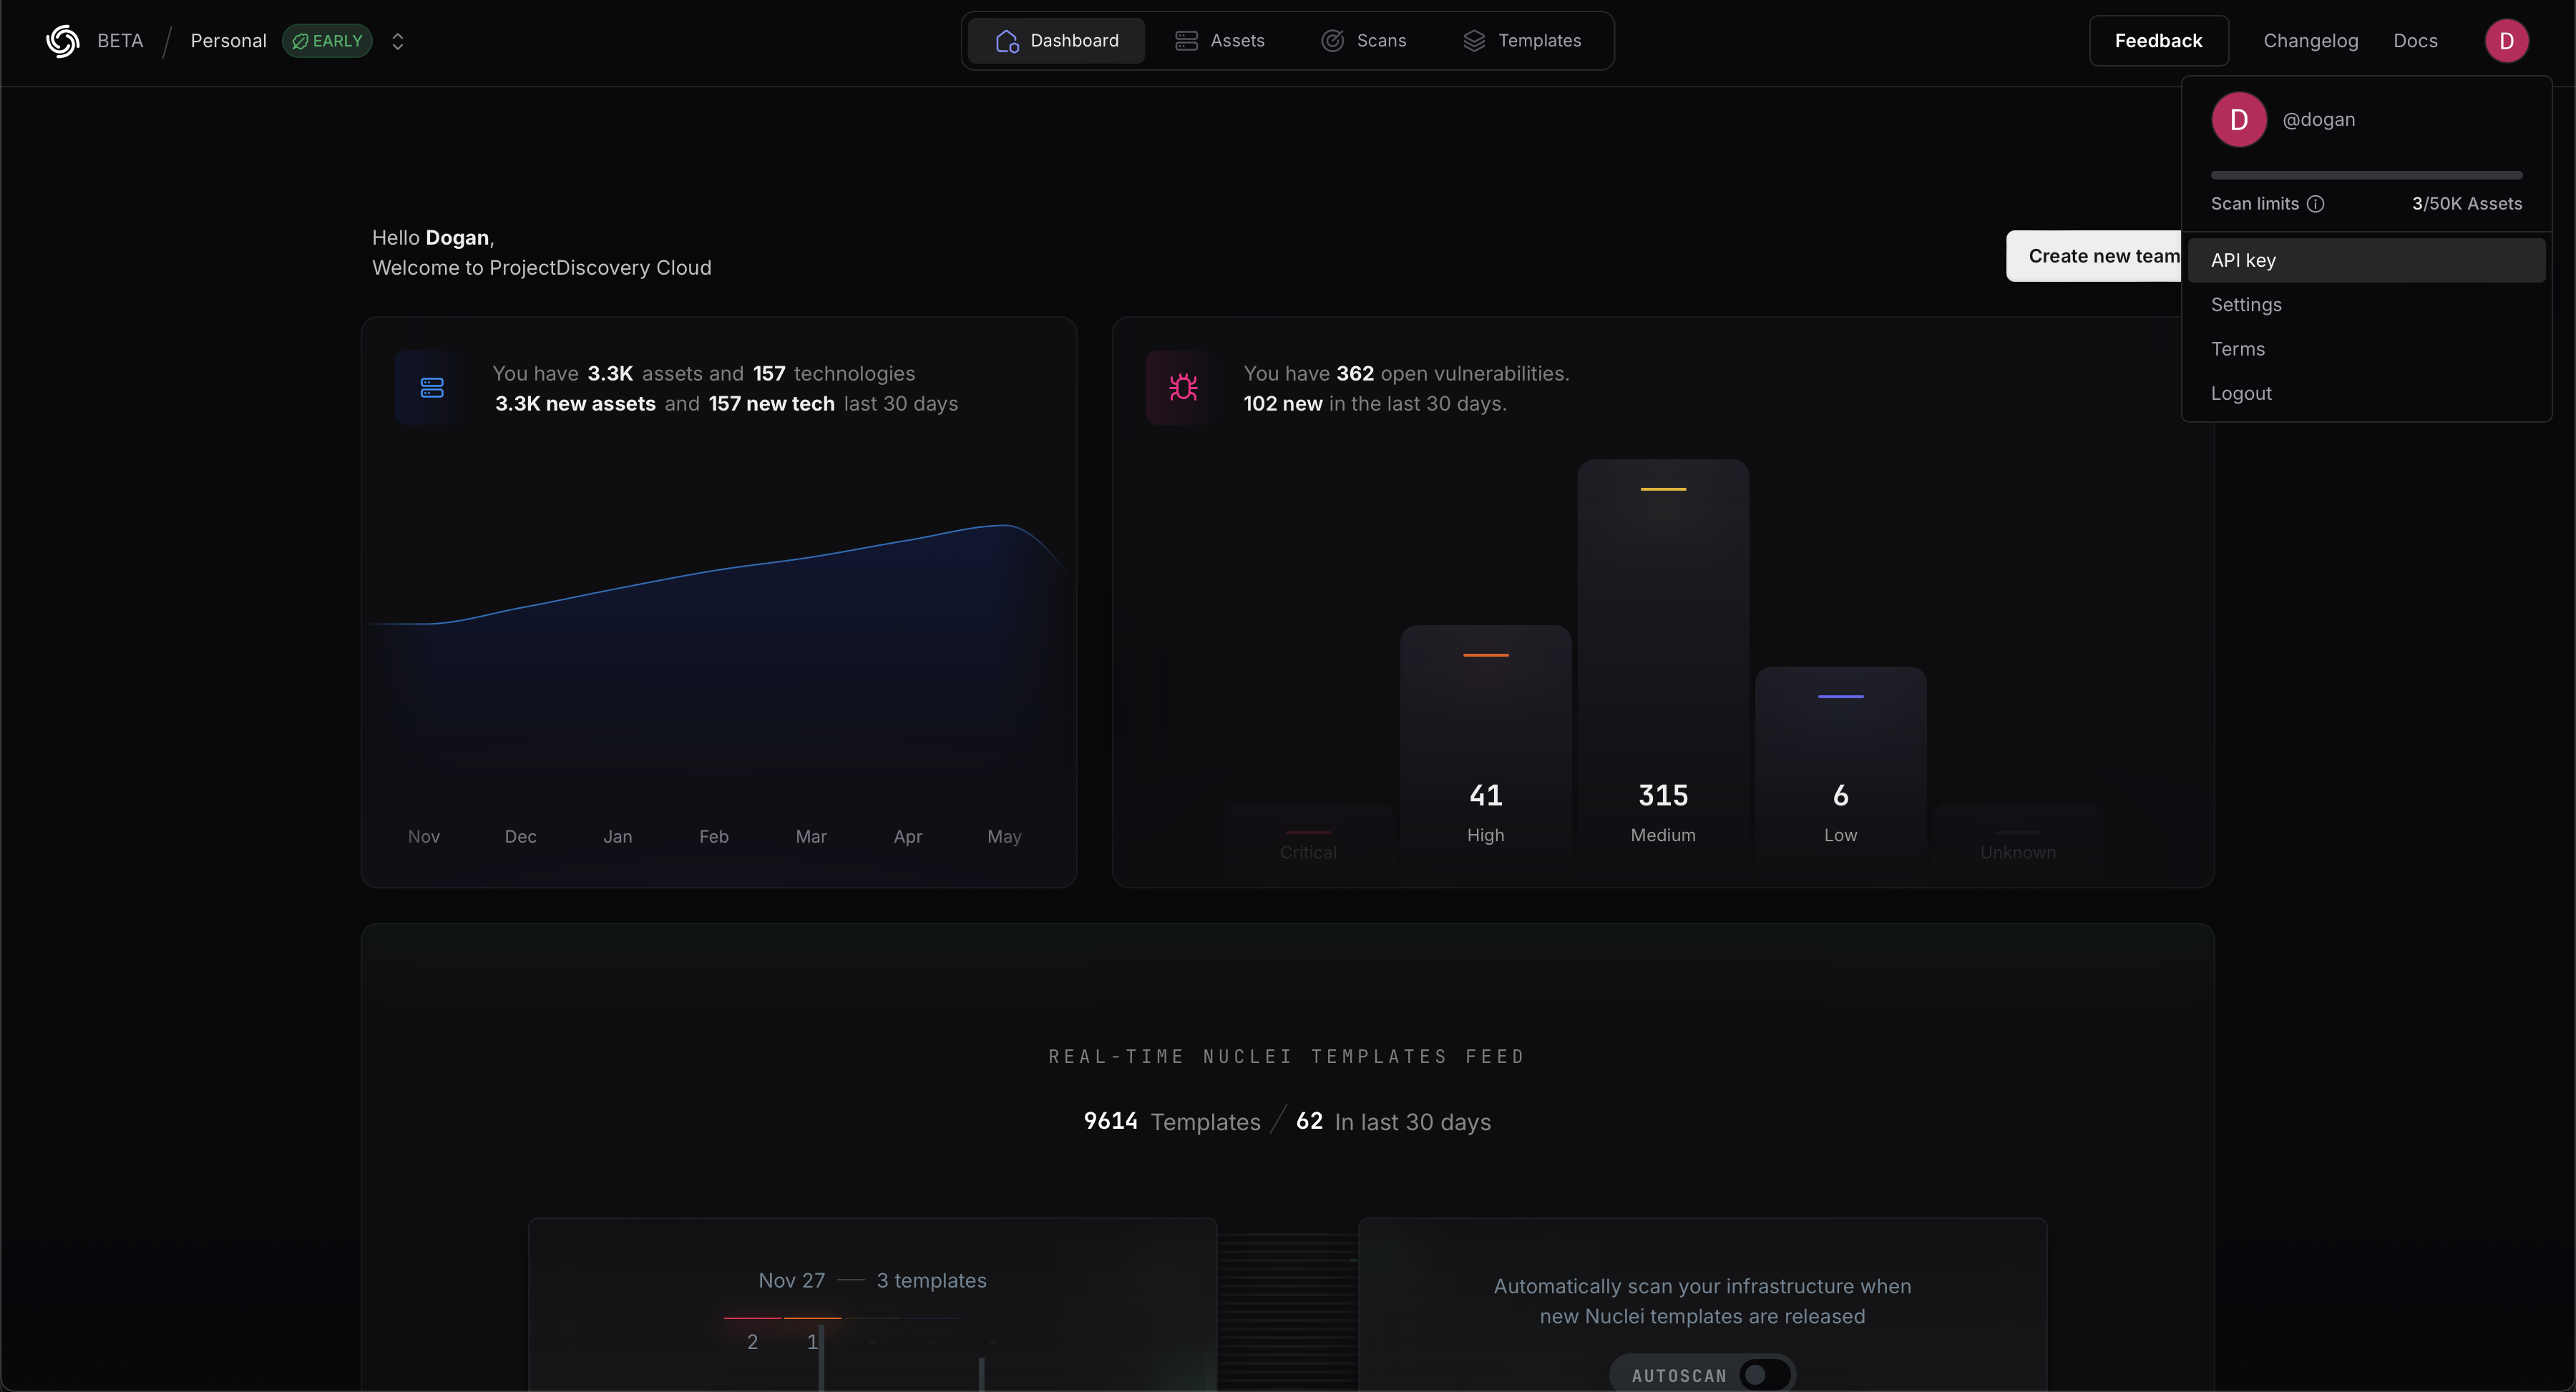 BETA / Personal EARLY
Dashboard Assets Scans Templates
Feedback Changelog Docs D
D @dogan
Scan limits 3/50K Assets
API key
Settings
Terms
Logout
Hello Dogan,
Welcome to ProjectDiscovery Cloud
Create new team
You have 3.3K assets and 157 technologies
3.3K new assets and 157 new tech last 30 days
Nov Dec Jan Feb Mar Apr May
You have 362 open vulnerabilities.
102 new in the last 30 days.
41 315 6
High Medium Low
Critical Unknown
REAL-TIME NUCLEI TEMPLATES FEED
9614 Templates / 62 In last 30 days
Nov 27 — 3 templates
2 1 - - -
Automatically scan your infrastructure when
new Nuclei templates are released
AUTOSCAN